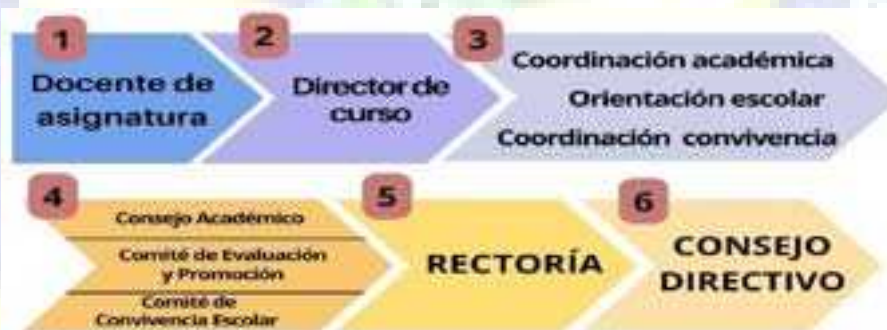 1
Docente de
asignatura
2
Director de
curso
3
Coordinación académica
Orientación escolar
Coordinación convivencia
4
Consejo Académico
Comité de Evaluación
y Promoción
Comité de
Convivencia Escolar
5
RECTORÍA
6
CONSEJO
DIRECTIVO